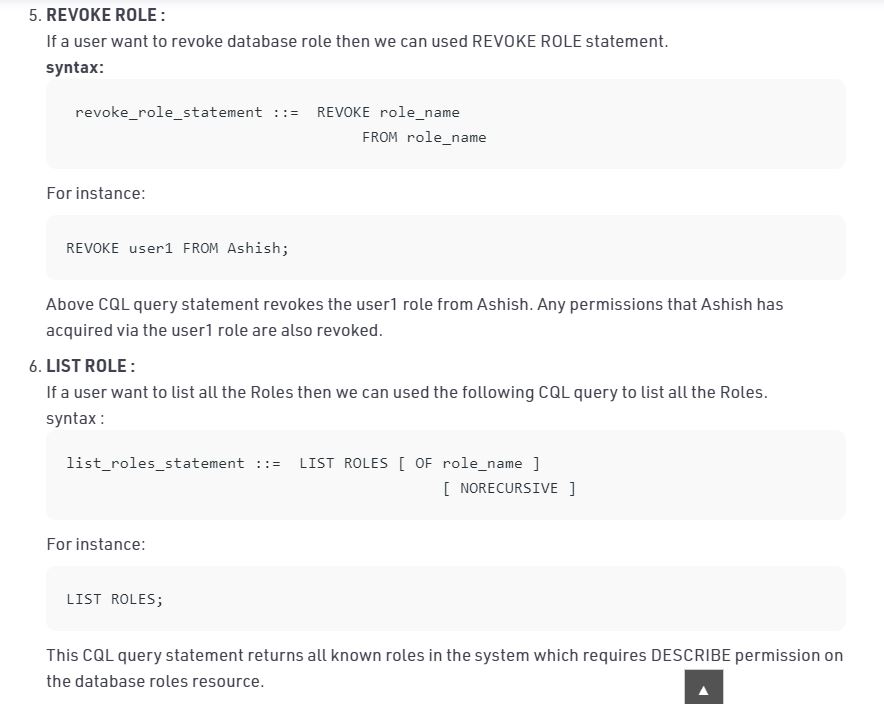 5. REVOKE ROLE :
If a user want to revoke database role then we can used REVOKE ROLE statement.
syntax:
revoke_role_statement ::=  REVOKE role_name
FROM role_name
For instance:
REVOKE user1 FROM Ashish;
Above CQL query statement revokes the user1 role from Ashish. Any permissions that Ashish has
acquired via the user1 role are also revoked.
6. LIST ROLE :
If a user want to list all the Roles then we can used the following CQL query to list all the Roles.
syntax :
list_roles_statement ::=  LIST ROLES [ OF role_name ]
[ NORECURSIVE ]
For instance:
LIST ROLES;
This CQL query statement returns all known roles in the system which requires DESCRIBE permission on
the database roles resource.